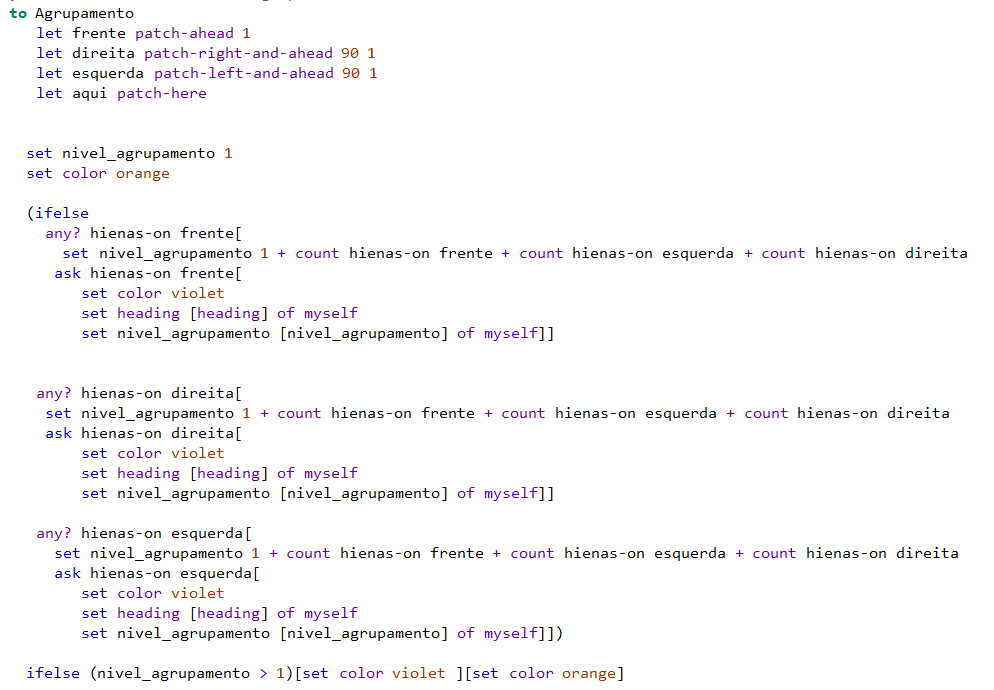 to Agrupamento
let frente patch-ahead 1
let direita patch-right-and-ahead 90 1
let esquerda patch-left-and-ahead 90 1
let aqui patch-here
set nivel_agrupamento 1
set color orange
(ifelse
any? hienas-on frente[
set nivel_agrupamento 1 + count hienas-on frente + count hienas-on esquerda + count hienas-on direita
ask hienas-on frente[
set color violet
set heading [heading] of myself
set nivel_agrupamento [nivel_agrupamento] of myself]]
any? hienas-on direita[
set nivel_agrupamento 1 + count hienas-on frente + count hienas-on esquerda + count hienas-on direita
ask hienas-on direita[
set color violet
set heading [heading] of myself
set nivel_agrupamento [nivel_agrupamento] of myself]]
any? hienas-on esquerda[
set nivel_agrupamento 1 + count hienas-on frente + count hienas-on esquerda + count hienas-on direita
ask hienas-on esquerda[
set color violet
set heading [heading] of myself
set nivel_agrupamento [nivel_agrupamento] of myself]])
ifelse (nivel_agrupamento > 1)[set color violet ][set color orange]